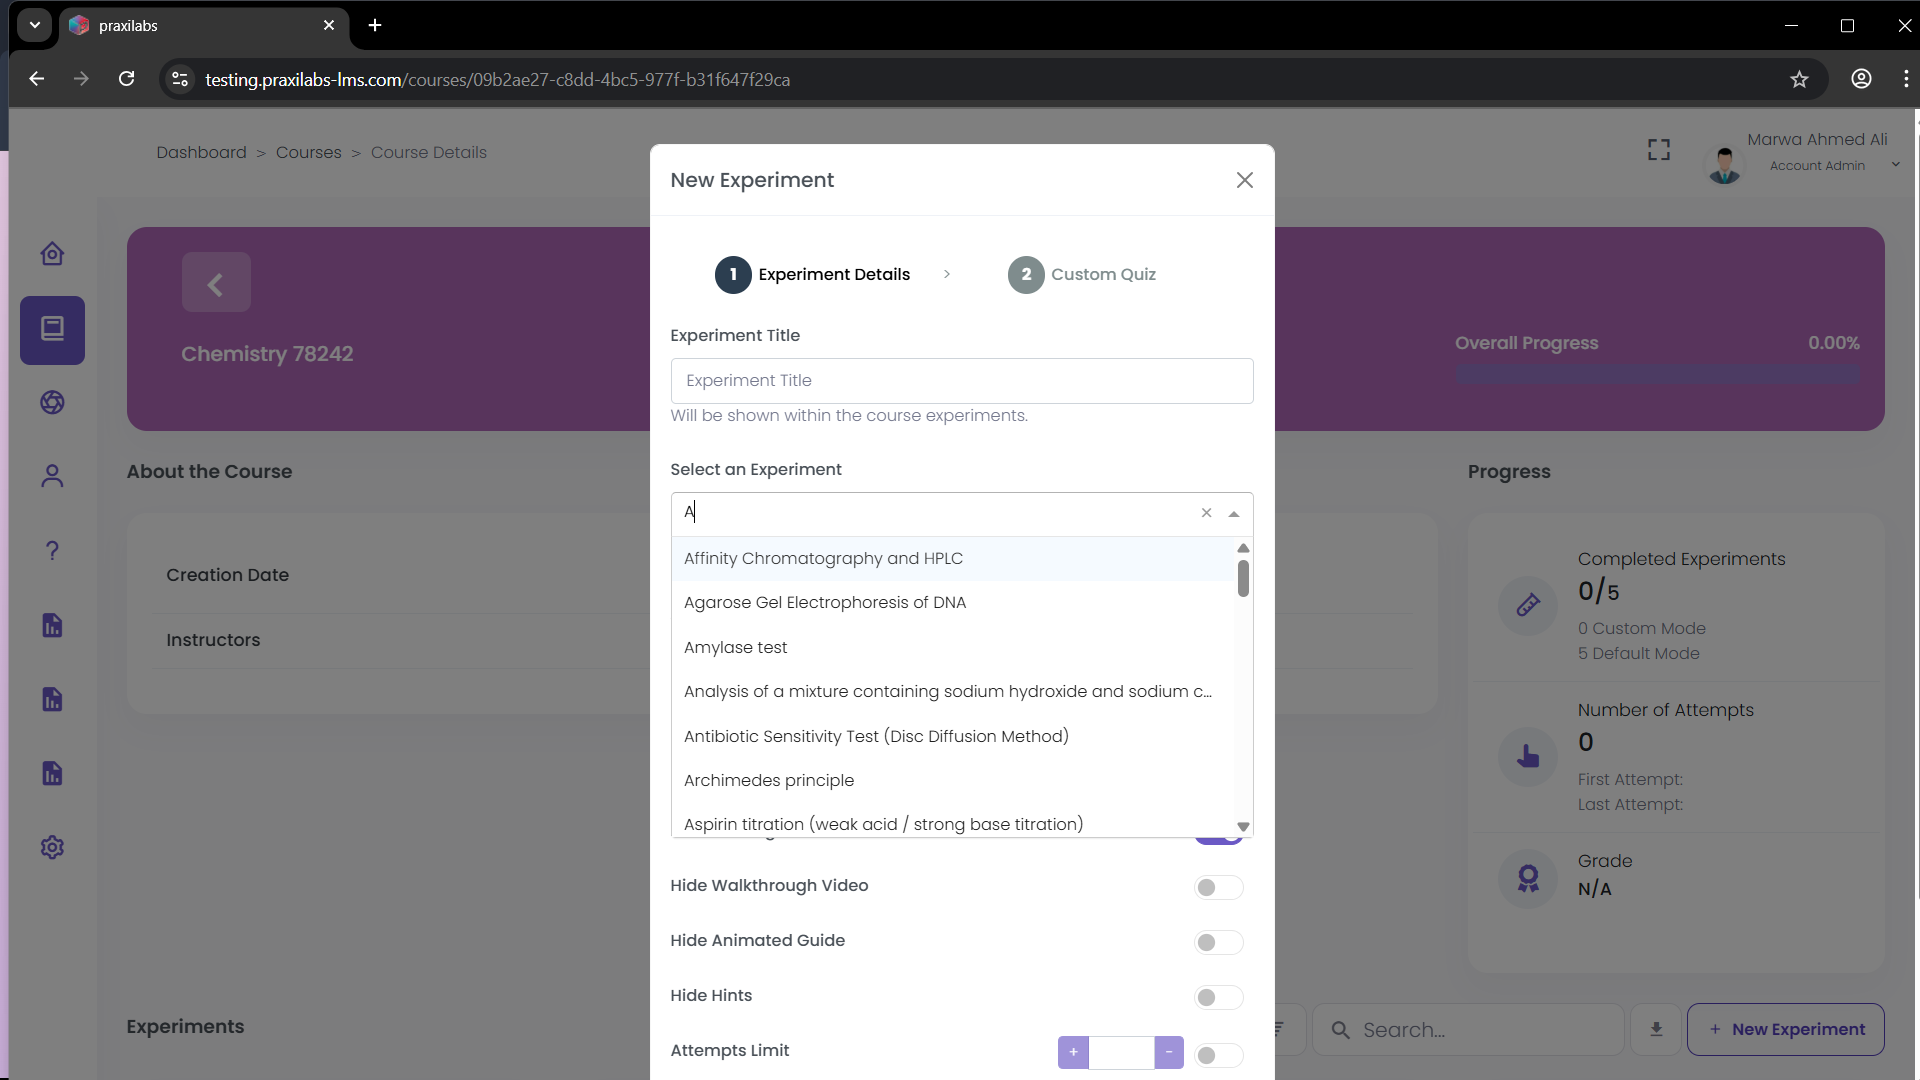 praxilabs
testing.praxilabs-lms.com/courses/09b2ae27-c8dd-4bc5-977f-b31f647f29ca
Dashboard > Courses > Course Details
Marwa Ahmed Ali
Account Admin
New Experiment
1 Experiment Details > 2 Custom Quiz
Chemistry 78242
Overall Progress 0.00%
Experiment Title
Experiment Title
Will be shown within the course experiments.
About the Course
Select an Experiment
Progress
A
Affinity Chromatography and HPLC
Agarose Gel Electrophoresis of DNA
Amylase test
Analysis of a mixture containing sodium hydroxide and sodium c...
Antibiotic Sensitivity Test (Disc Diffusion Method)
Archimedes principle
Aspirin titration (weak acid / strong base titration)
Creation Date
Instructors
Completed Experiments
0/5
0 Custom Mode
5 Default Mode
Number of Attempts
0
First Attempt:
Last Attempt:
Grade
N/A
Hide Walkthrough Video
Hide Animated Guide
Hide Hints
Attempts Limit
+ -
Experiments
Search...
+ New Experiment